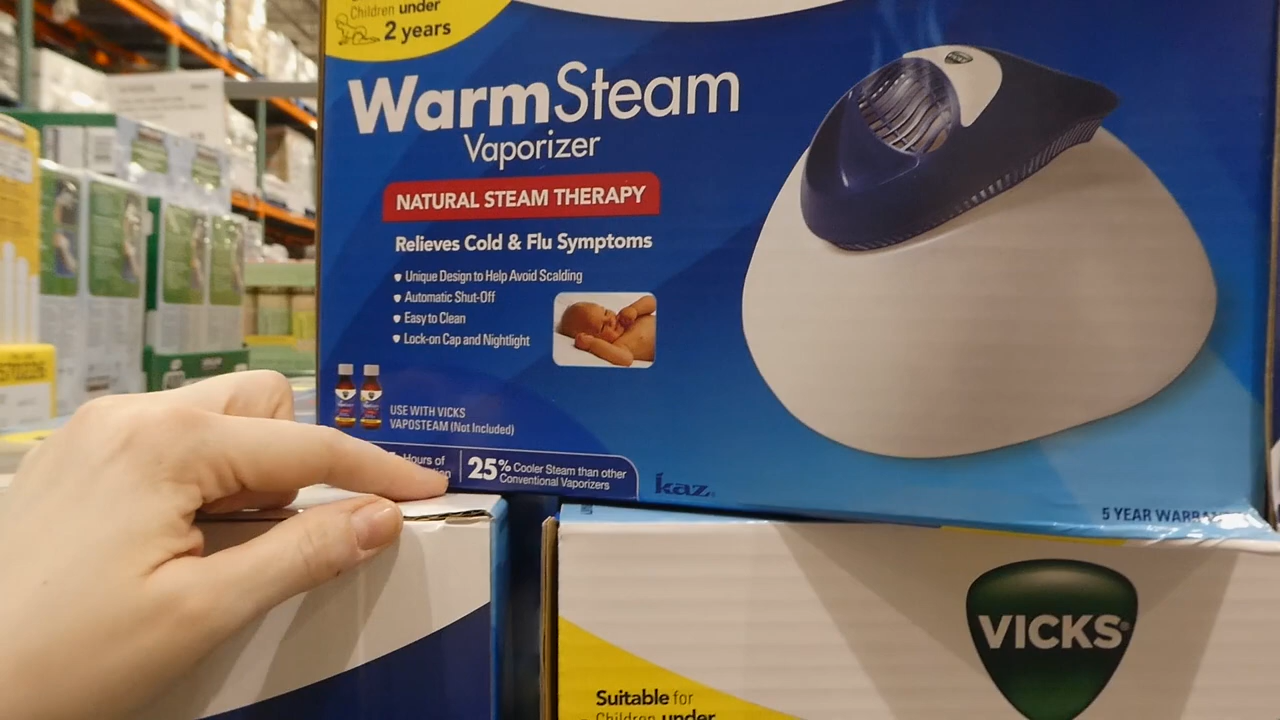 Children under
2 years
WarmSteam
Vaporizer
NATURAL STEAM THERAPY
Relieves Cold & Flu Symptoms
Unique Design to Help Avoid Scalding
Automatic Shut-Off
Easy to Clean
Lock-on Cap and Nightlight
USE WITH VICKS
VAPOSTEAM (Not Included)
Hours of
25% Cooler Steam than other
Conventional Vaporizers
kaz
5 YEAR
VICKS
Suitable for
Children under